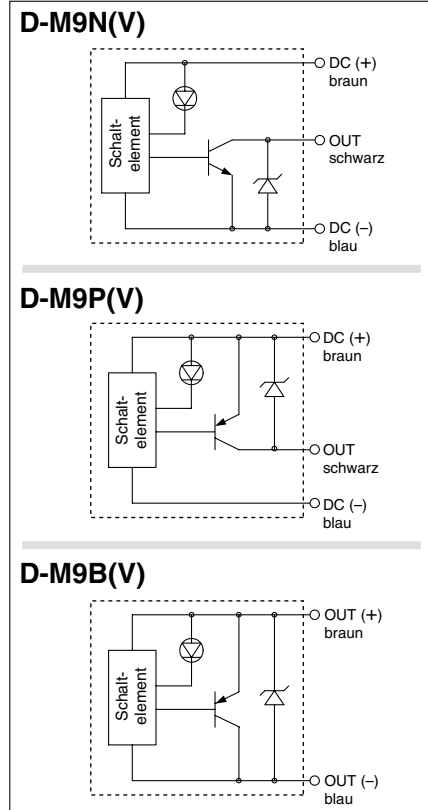 D-M9N(V)
DC (+)
braun
Schalt-
element
OUT
schwarz
DC (–)
blau
D-M9P(V)
DC (+)
braun
Schalt-
element
OUT
schwarz
DC (–)
blau
D-M9B(V)
OUT (+)
braun
Schalt-
element
OUT (–)
blau